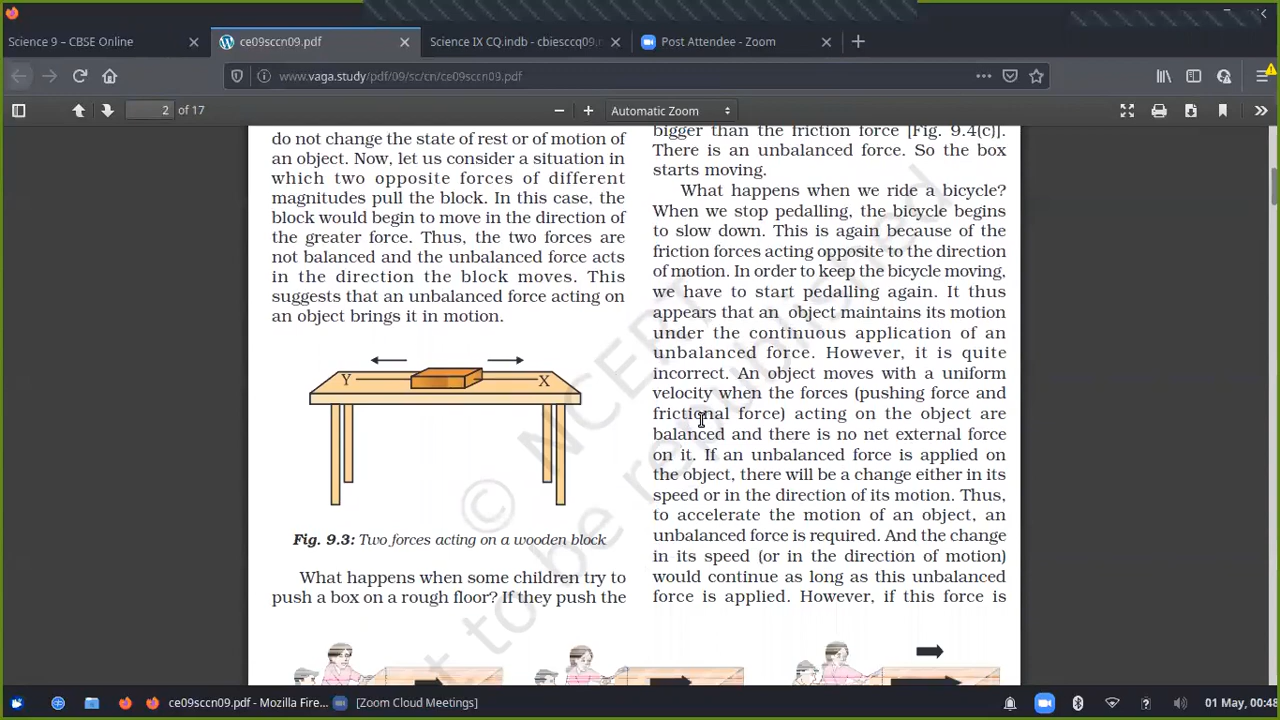 Science 9 – CBSE Online
ce09sccn09.pdf
Science IX CQ.indb - cbiesccq09.
Post Attendee - Zoom
www.vaga.study/pdf/09/sc/cn/ce09sccn09.pdf
2 of 17
Automatic Zoom
do not change the state of rest or of motion of
an object. Now, let us consider a situation in
which two opposite forces of different
magnitudes pull the block. In this case, the
block would begin to move in the direction of
the greater force. Thus, the two forces are
not balanced and the unbalanced force acts
in the direction the block moves. This
suggests that an unbalanced force acting on
an object brings it in motion.
Y X
Fig. 9.3: Two forces acting on a wooden block
What happens when some children try to
push a box on a rough floor? If they push the
bigger than the friction force [Fig. 9.4(c)].
There is an unbalanced force. So the box
starts moving.
What happens when we ride a bicycle?
When we stop pedalling, the bicycle begins
to slow down. This is again because of the
friction forces acting opposite to the direction
of motion. In order to keep the bicycle moving,
we have to start pedalling again. It thus
appears that an object maintains its motion
under the continuous application of an
unbalanced force. However, it is quite
incorrect. An object moves with a uniform
velocity when the forces (pushing force and
frictional force) acting on the object are
balanced and there is no net external force
on it. If an unbalanced force is applied on
the object, there will be a change either in its
speed or in the direction of its motion. Thus,
to accelerate the motion of an object, an
unbalanced force is required. And the change
in its speed (or in the direction of motion)
would continue as long as this unbalanced
force is applied. However, if this force is
© NCERT
not to be republished
ce09sccn09.pdf - Mozilla Fire...
[Zoom Cloud Meetings]
01 May, 00:48